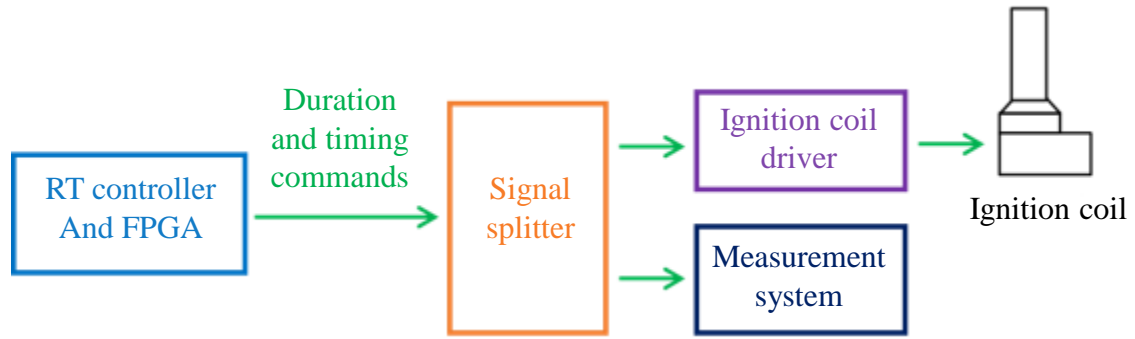 RT controller
And FPGA
Duration
and timing
commands
Signal
splitter
Ignition coil
driver
Measurement
system
Ignition coil